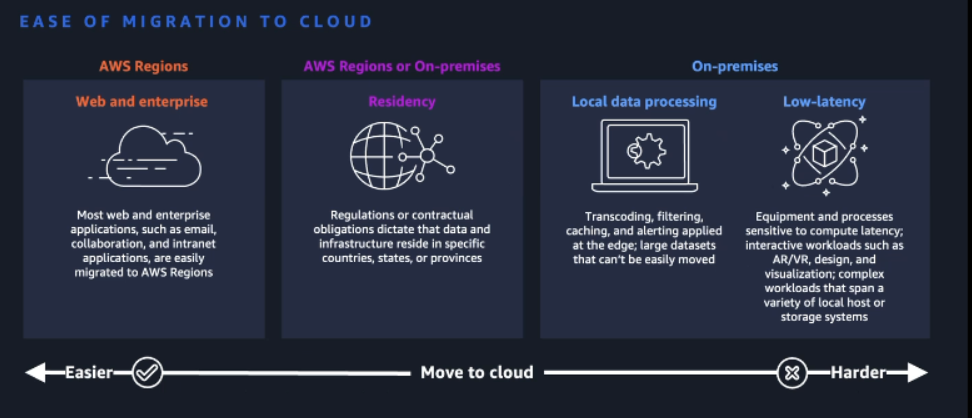 EASE OF MIGRATION TO CLOUD
AWS Regions
Web and enterprise
Most web and enterprise
applications, such as email,
collaboration, and intranet
applications, are easily
migrated to AWS Regions
AWS Regions or On-premises
Residency
Regulations or contractual
obligations dictate that data and
infrastructure reside in specific
countries, states, or provinces
On-premises
Local data processing
Transcoding, filtering,
caching, and alerting applied
at the edge; large datasets
that can't be easily moved
Low-latency
Equipment and processes
sensitive to compute latency;
interactive workloads such as
AR/VR, design, and
visualization; complex
workloads that span a
variety of local host or
storage systems
Easier
Move to cloud
Harder